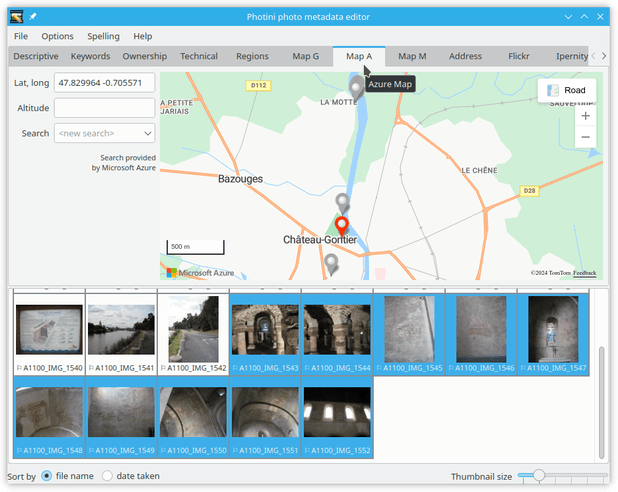 Photini photo metadata editor
File Options Spelling Help
Descriptive Keywords Ownership Technical Regions Map G Map A Map M Address Flickr Ipernity
Lat, long 47.829964 -0.705571
Altitude
Search <new search>
Search provided
by Microsoft Azure
D112
Azure Map
LA MOTTE
Road
A PETITE
JARIAIS
LE CHÊNE
Bazouges
D28
Château-Gontier
500 m
Microsoft Azure
©2024 TomTom Feedback
A1100_IMG_1540 A1100_IMG_1541 A1100_IMG_1542 A1100_IMG_1543 A1100_IMG_1544 A1100_IMG_1545 A1100_IMG_1546 A1100_IMG_1547
A1100_IMG_1548 A1100_IMG_1549 A1100_IMG_1550 A1100_IMG_1551 A1100_IMG_1552
Sort by file name date taken Thumbnail size